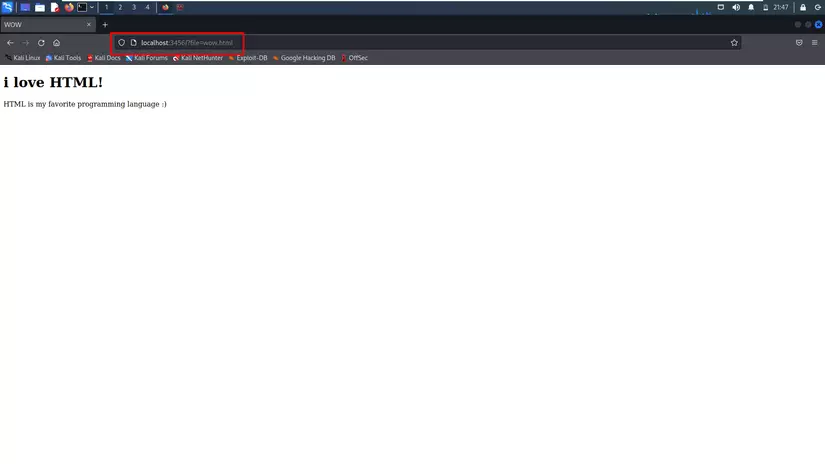 1 2 3 4
21:47
WOW
localhost:3456/?file=wow.html
Kali Linux Kali Tools Kali Docs Kali Forums Kali NetHunter Exploit-DB Google Hacking DB OffSec
i love HTML!
HTML is my favorite programming language :)